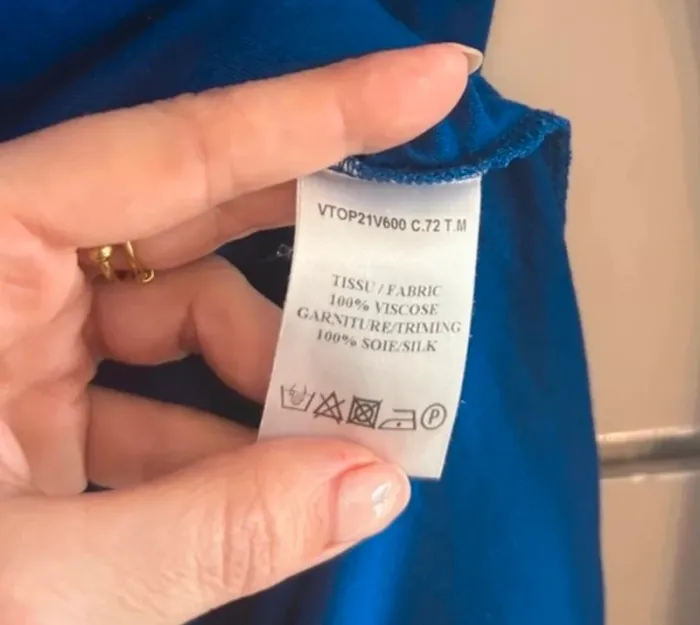 VTOP21V600 C.72 T.M
TISSU / FABRIC
100% VISCOSE
GARNITURE/TRIMING
100% SOIE/SILK
P